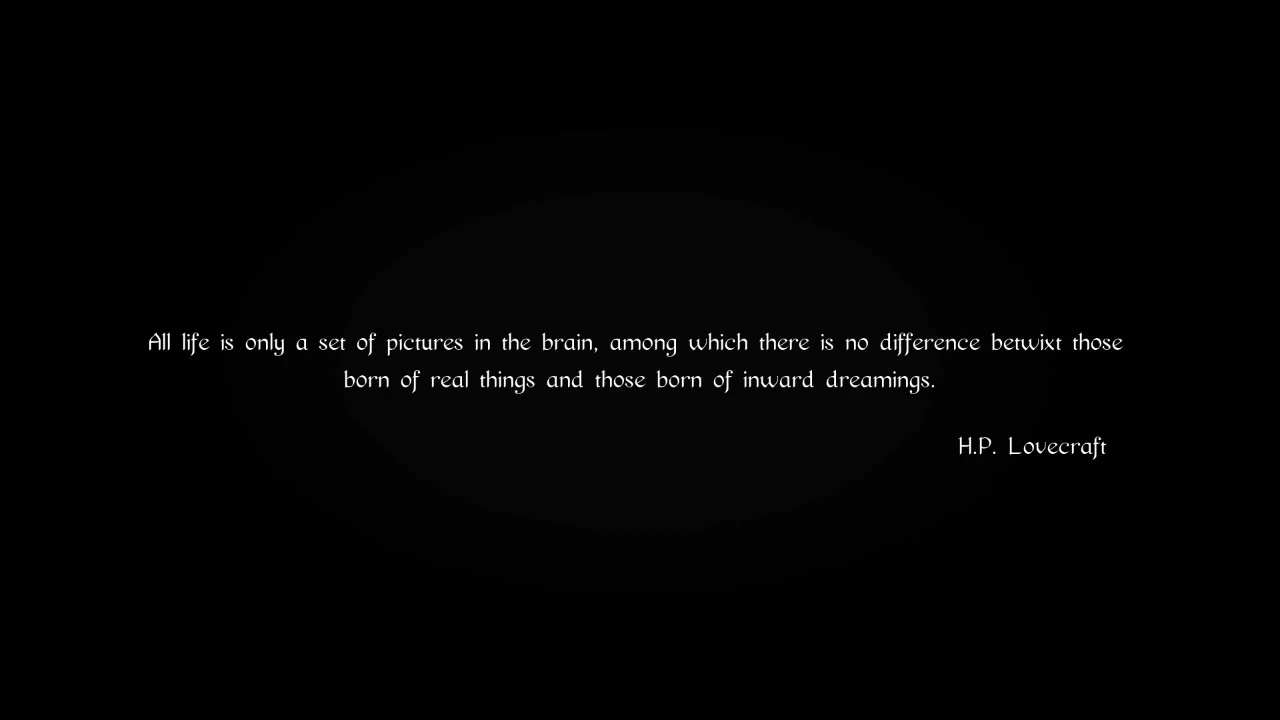 All life is only a set of pictures in the brain, among which there is no difference betwixt those
born of real things and those born of inward dreamings.
H.P. Lovecraft